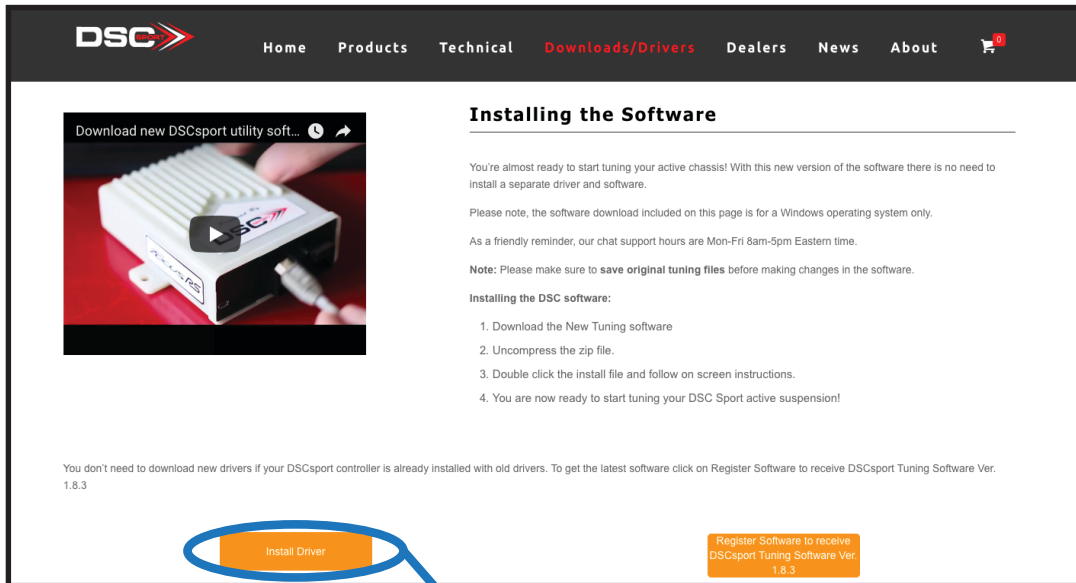 DSC SPORT
Home Products Technical Downloads/Drivers Dealers News About 0
Download new DSCsport utility soft...
DSC
FOCUS RS
Installing the Software
You're almost ready to start tuning your active chassis! With this new version of the software there is no need to
install a separate driver and software.
Please note, the software download included on this page is for a Windows operating system only.
As a friendly reminder, our chat support hours are Mon-Fri 8am-5pm Eastern time.
Note: Please make sure to save original tuning files before making changes in the software.
Installing the DSC software:
1. Download the New Tuning software
2. Uncompress the zip file.
3. Double click the install file and follow on screen instructions.
4. You are now ready to start tuning your DSC Sport active suspension!
You don't need to download new drivers if your DSCsport controller is already installed with old drivers. To get the latest software click on Register Software to receive DSCsport Tuning Software Ver.
1.8.3
Install Driver
Register Software to receive
DSCsport Tuning Software Ver.
1.8.3